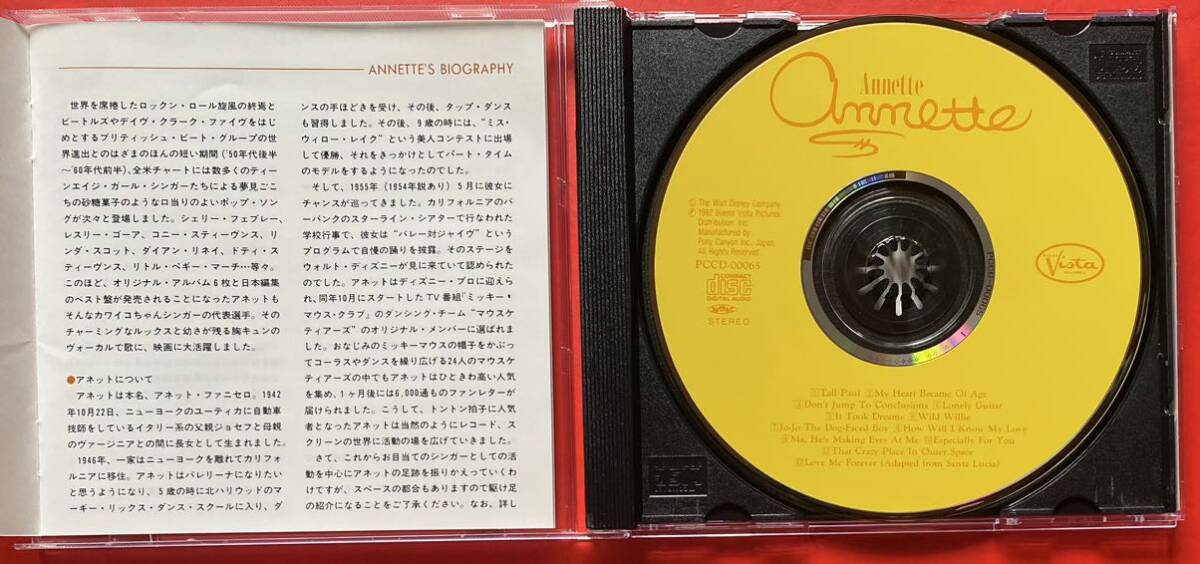 ANNETTE'S BIOGRAPHY
世界を席捲したロックン・ロール旋風の終焉と
ビートルズやデイヴ・クラーク・ファイヴをはじ
めとするブリティッシュ・ビート・グループの世
界進出とのはざまのほんの短い期間('50年代後半
〜'60年代前半)、全米チャートには数多くのティ
ーンエイジ・ガール・シンガーたちによる夢見ごこ
ちの砂糖菓子のような口当りのよいポップ・ソン
グが次々と登場しました。シェリー・フェブレー、
レスリー・ゴーア、コニー・スティーヴンス、リ
ンダ・スコット、ダイアン・リネイ、ドティ・ス
ティーヴンス、リトル・ペギー・マーチ…等々。
このほど、オリジナル・アルバム6枚と日本編集
のベスト盤が発売されることになったアネットも
そんなカワイコちゃんシンガーの代表選手。その
チャーミングなルックスと幼さが残る胸キュンの
ヴォーカルで歌に、映画に大活躍しました。
●アネットについて
アネットは本名、アネット・ファニセロ。1942
年10月22日、ニューヨークのユーティカに自動車
技師をしているイタリー系の父親ジョセフと母親
のヴァージニアとの間に長女として生まれました。
1946年、一家はニューヨークを離れてカリフォ
ルニアに移住。アネットはバレリーナになりたい
と思うようになり、5歳の時に北ハリウッドのマ
ーギー・リックス・ダンス・スクールに入り、ダ
ンスの手ほどきを受け、その後、タップ・ダンス
も習得しました。その後、9歳の時には、“ミス・
ウィロー・レイク”という美人コンテストに出場
して優勝、それをきっかけとしてパート・タイム
のモデルをするようになったのでした。
そして、1955年(1954年説あり)5月に彼女に
チャンスが巡ってきました。カリフォルニアのバ
ーバンクのスターライン・シアターで行なわれた
学校行事で、彼女は“バレー対ジャイヴ”という
プログラムで自慢の踊りを披露。そのステージを
ウォルト・ディズニーが見に来ていて認められた
のでした。アネットはディズニー・プロに迎えら
れ、同年10月にスタートしたTV番組“ミッキー・
マウス・クラブ”のダンシング・チーム“マウスケ
ティアーズ”のオリジナル・メンバーに選ばれま
した。おなじみのミッキーマウスの帽子をかぶっ
てコーラスやダンスを繰り広げる24人のマウスケ
ティアーズの中でもアネットはひときわ高い人気
を集め、1ヶ月後には6,000通ものファンレターが
届けられました。こうして、トントン拍子に人気
者となったアネットは当然のようにレコード、ス
クリーンの世界に活動の場を広げていきました。
さて、これからお目当てのシンガーとしての活
動を中心にアネットの足跡を振りかえっていくわ
けですが、スペースの都合もありますので駆け足
の紹介になることをご了承ください。なお、詳し
Annette
annette
© The Walt Disney Company
℗ 1982 Buena Vista Pictures
Distribution, Inc.
Manufactured by
Pony Canyon Inc., Japan.
All Rights Reserved.
PCCD-00065
COMPACT
disc
DIGITAL AUDIO
STEREO
Vista
①Tall Paul ②My Heart Became Of Age
③Don't Jump To Conclusions ④Lonely Guitar
⑤It Took Dreams ⑥Wild Willie
⑦Jo-Jo The Dog-Faced Boy ⑧How Will I Know My Love
⑨Ma, He's Making Eyes At Me ⑩Especially For You
⑪That Crazy Place In Outer Space
⑫Love Me Forever (Adapted from Santa Lucia)